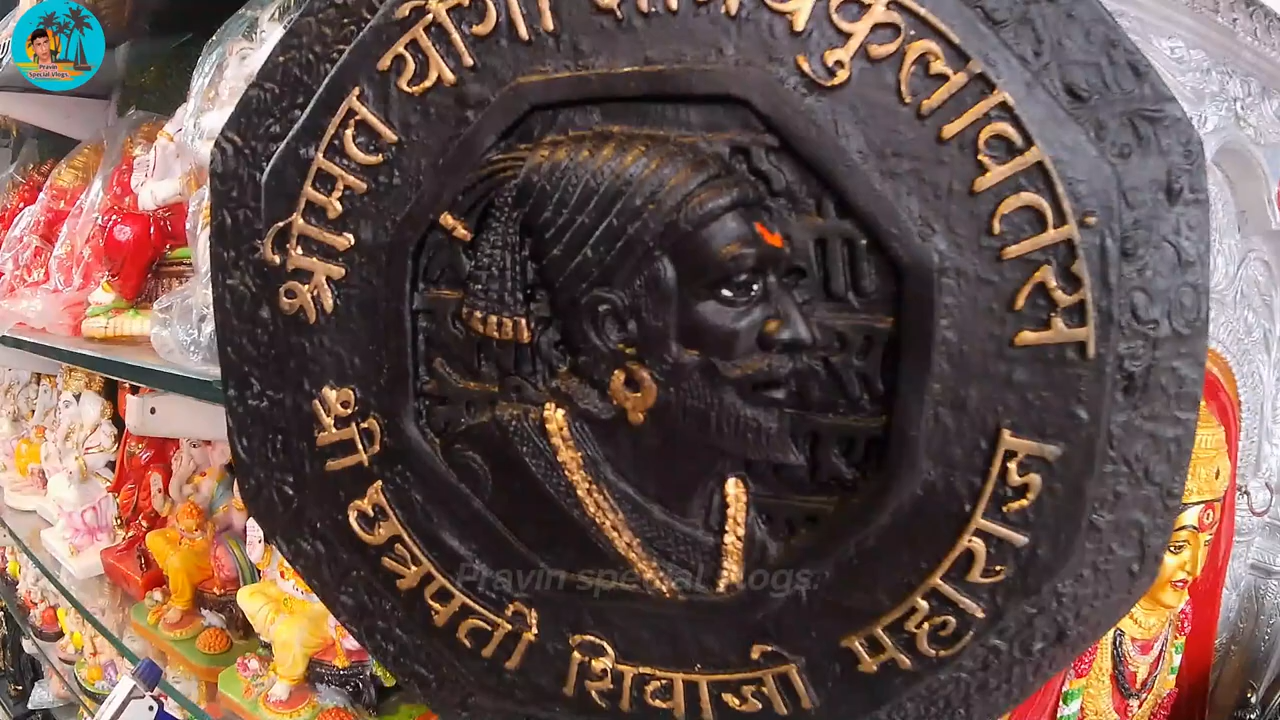 श्रीमत योगी
कुलावतंस
श्री छत्रपती शिवाजी महाराज
Pravin
Special Vlogs
Pravin special vlogs